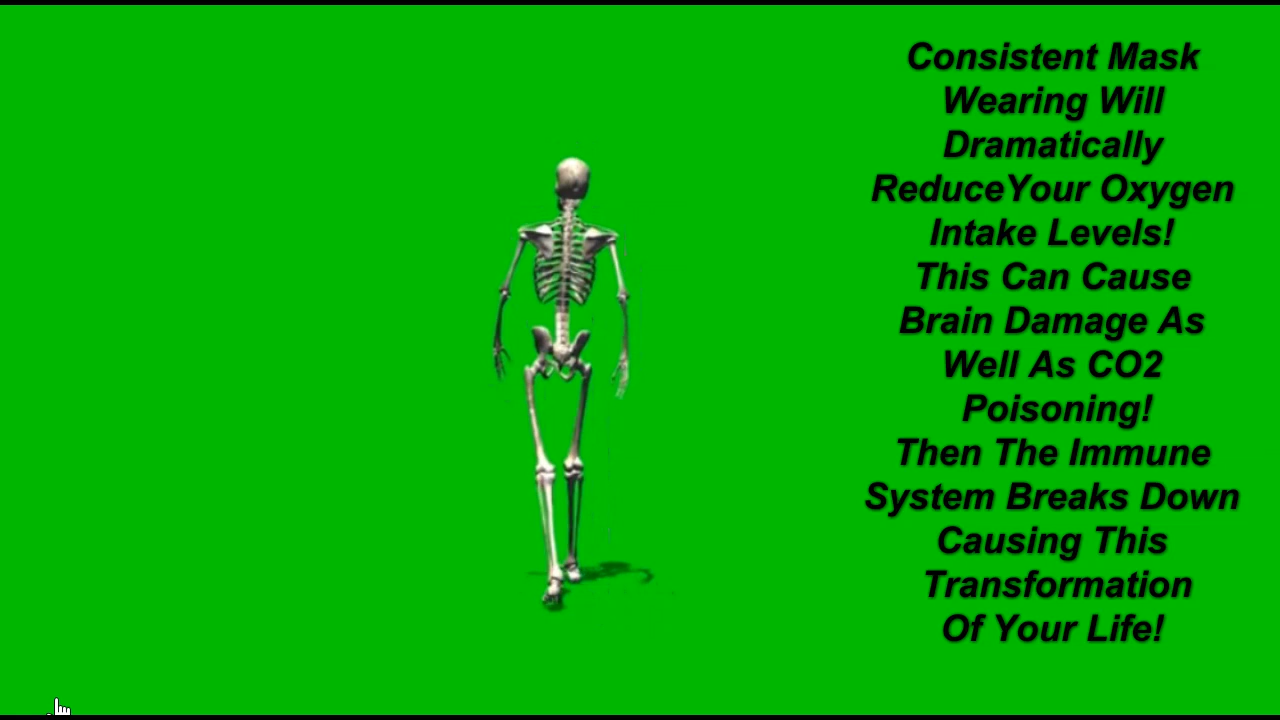 Consistent Mask
Wearing Will
Dramatically
ReduceYour Oxygen
Intake Levels!
This Can Cause
Brain Damage As
Well As CO2
Poisoning!
Then The Immune
System Breaks Down
Causing This
Transformation
Of Your Life!